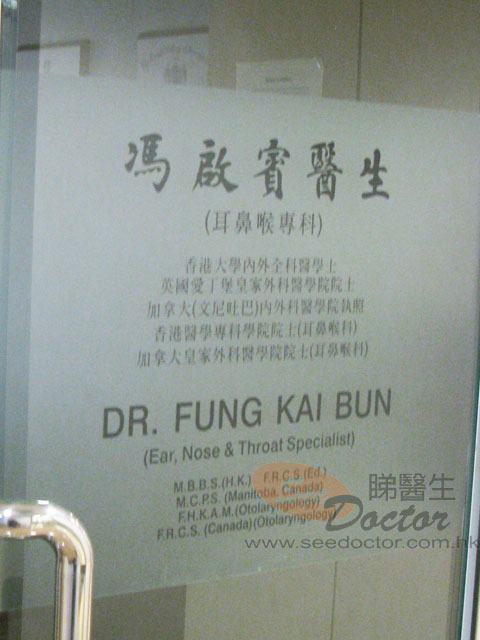 馮啟賓醫生
(耳鼻喉專科)
香港大學內外全科醫學士
英國愛丁堡皇家外科醫學院院士
加拿大(文尼吐巴)內外科醫學院執照
香港醫學專科學院院士(耳鼻喉科)
加拿大皇家外科醫學院院士(耳鼻喉科)
DR. FUNG KAI BUN
(Ear, Nose & Throat Specialist)
M.B.B.S.(H.K.) F.R.C.S.(Ed.)
M.C.P.S. (Manitoba, Canada)
F.H.K.A.M. (Otolaryngology)
F.R.C.S. (Canada)(Otolaryngology)
睇醫生
Doctor
www.seedoctor.com.hk